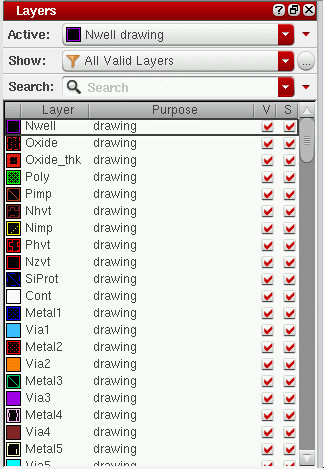 Layers
Active: Nwell drawing
Show: All Valid Layers ...
Search: Search
Layer Purpose V S
Nwell drawing
Oxide drawing
Oxide_thk drawing
Poly drawing
Pimp drawing
Nhvt drawing
Nimp drawing
Phvt drawing
Nzvt drawing
SiProt drawing
Cont drawing
Metal1 drawing
Via1 drawing
Metal2 drawing
Via2 drawing
Metal3 drawing
Via3 drawing
Metal4 drawing
Via4 drawing
Metal5 drawing
Via5 drawing